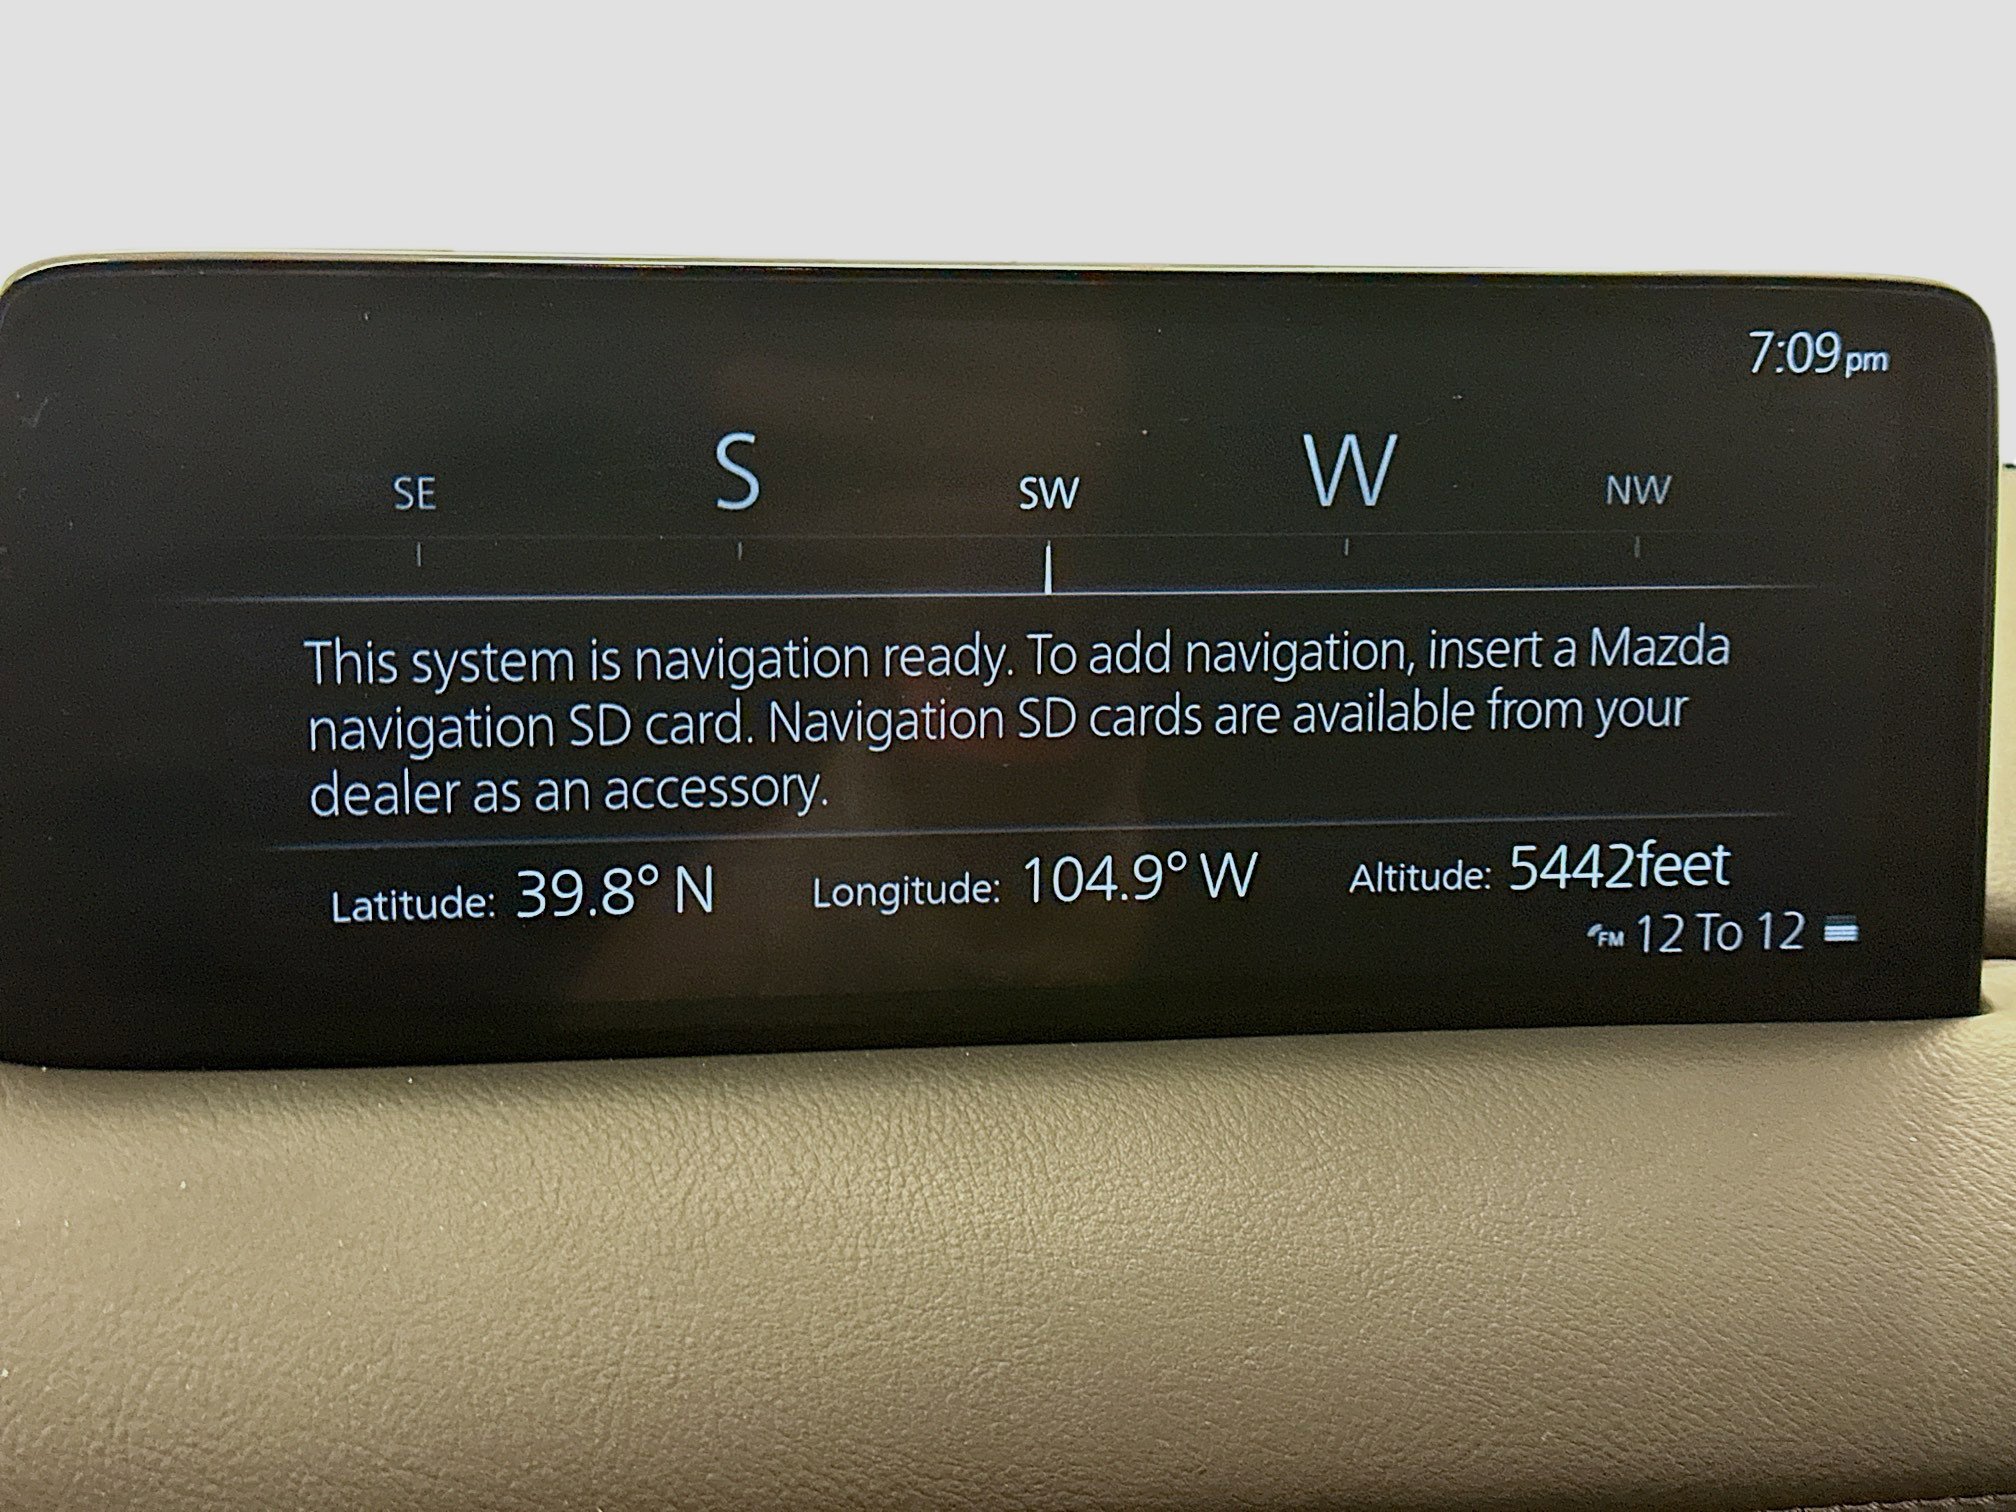 7:09pm
SE S SW W NW
This system is navigation ready. To add navigation, insert a Mazda
navigation SD card. Navigation SD cards are available from your
dealer as an accessory.
Latitude: 39.8° N Longitude: 104.9° W Altitude: 5442feet
FM 12 To 12